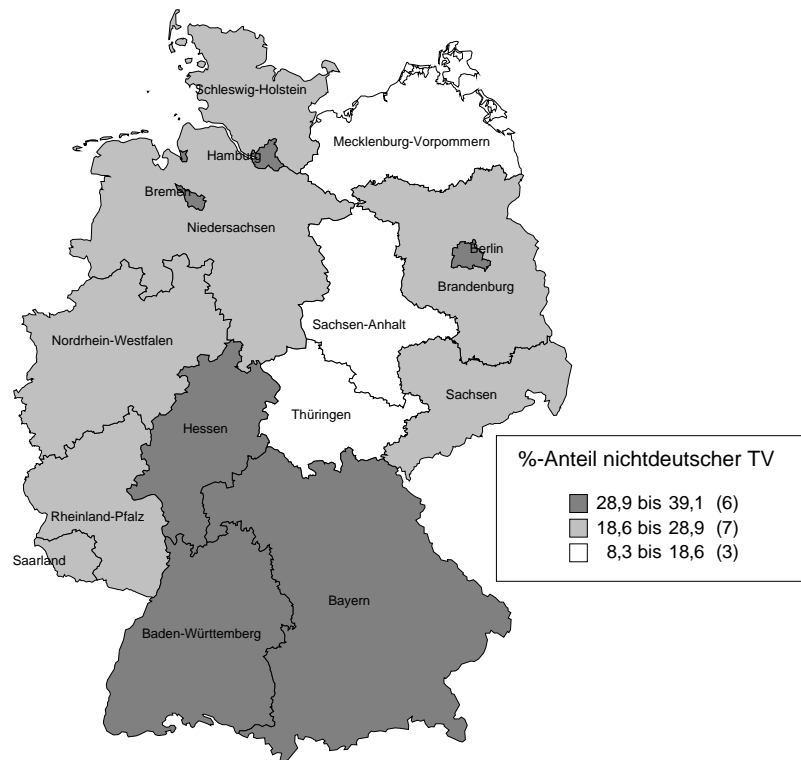 Schleswig-Holstein
Mecklenburg-Vorpommern
Hamburg
Bremen
Niedersachsen
Berlin
Brandenburg
Sachsen-Anhalt
Nordrhein-Westfalen
Sachsen
Thüringen
Hessen
%-Anteil nichtdeutscher TV
28,9 bis 39,1 (6)
18,6 bis 28,9 (7)
8,3 bis 18,6 (3)
Rheinland-Pfalz
Saarland
Bayern
Baden-Württemberg